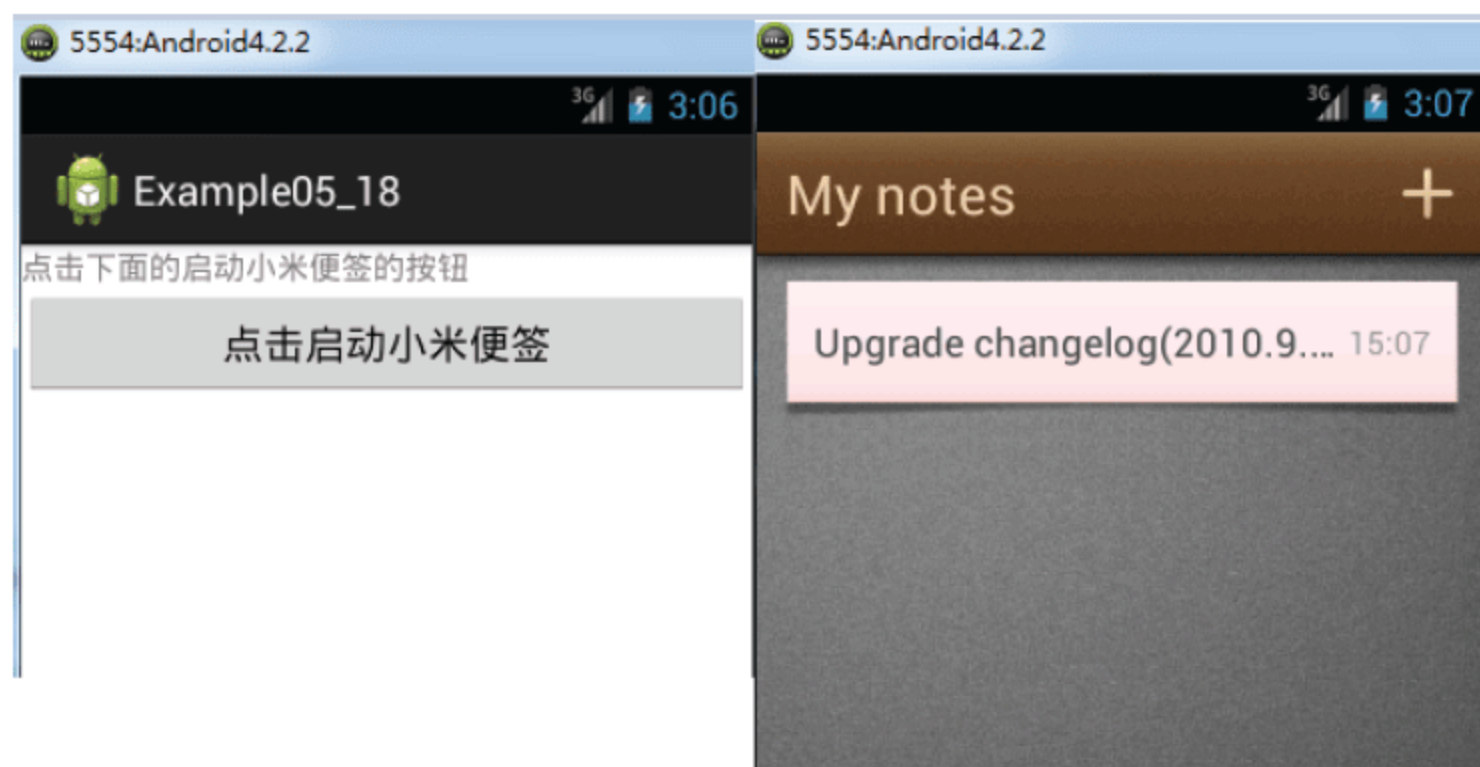 5554:Android4.2.2
3G 3:06
Example05_18
点击下面的启动小米便签的按钮
点击启动小米便签
5554:Android4.2.2
3G 3:07
My notes +
Upgrade changelog(2010.9.... 15:07